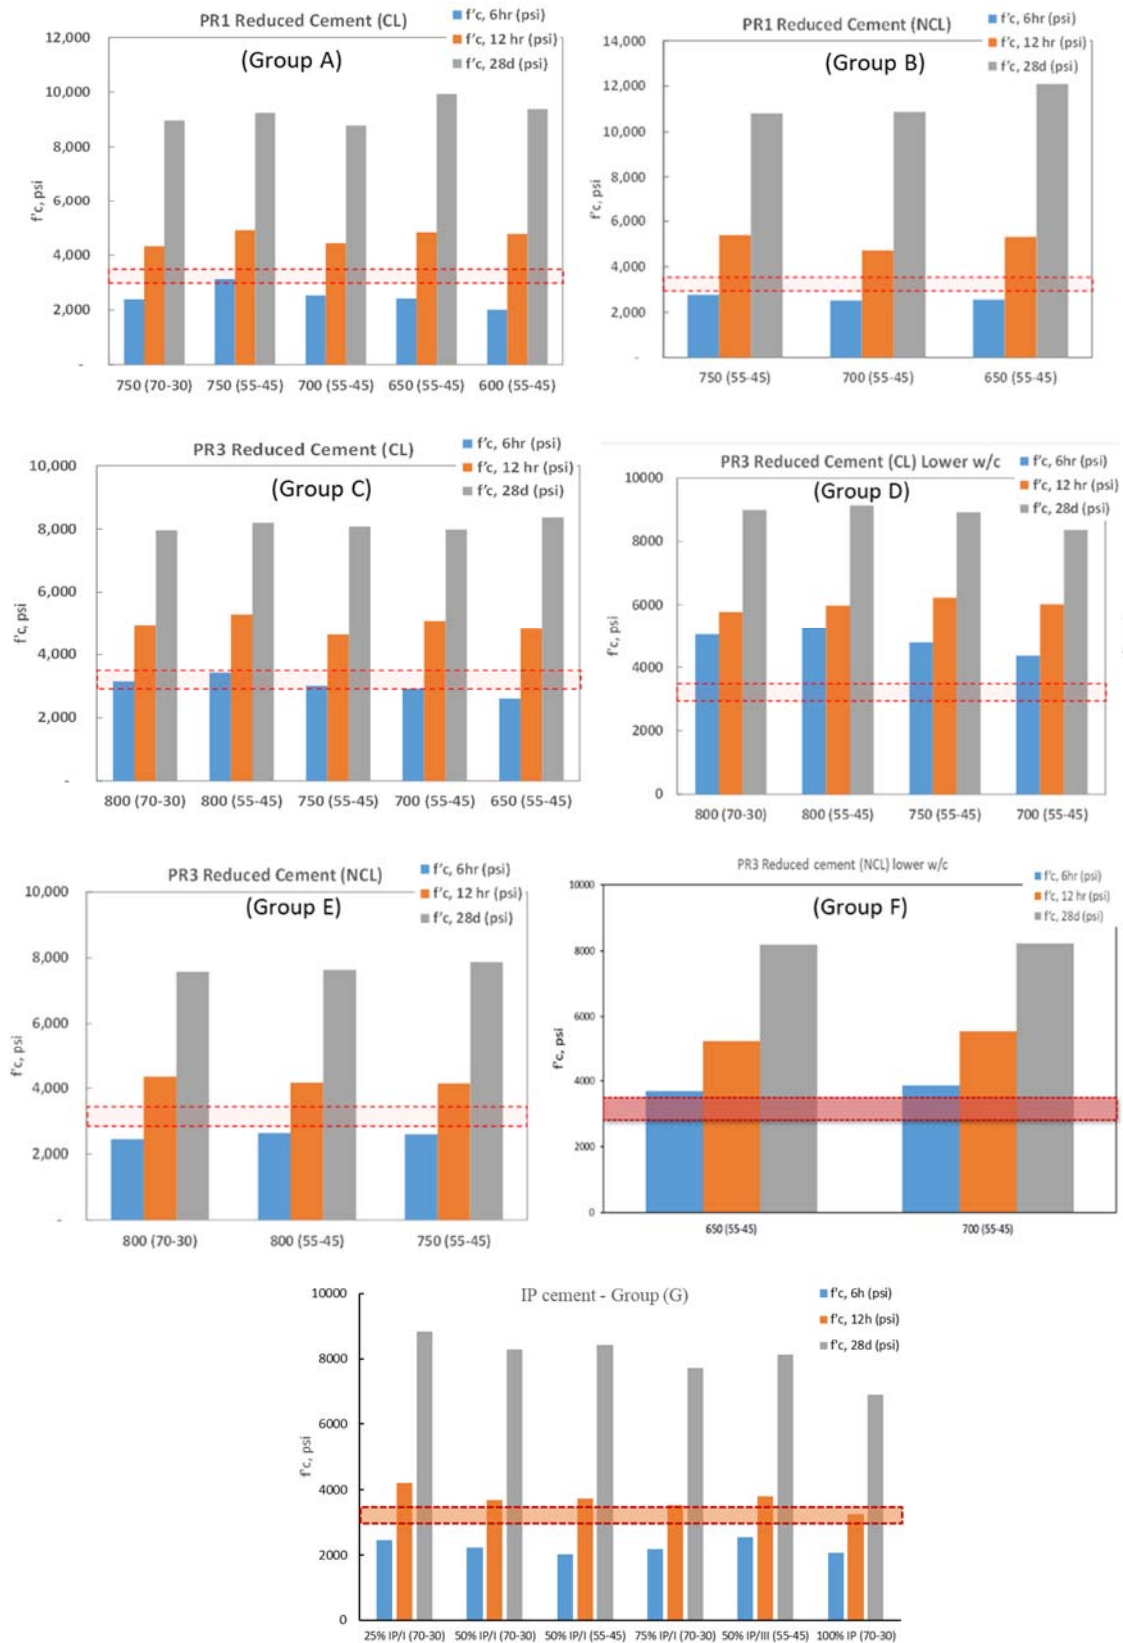 PR1 Reduced Cement (CL)
f'c, 6hr (psi)
f'c, 12 hr (psi)
f'c, 28d (psi)
(Group A)
12,000
10,000
8,000
6,000
4,000
2,000
-
f'c, psi
750 (70-30) 750 (55-45) 700 (55-45) 650 (55-45) 600 (55-45)
PR1 Reduced Cement (NCL)
f'c, 6hr (psi)
f'c, 12 hr (psi)
f'c, 28d (psi)
(Group B)
14,000
12,000
10,000
8,000
6,000
4,000
2,000
-
f'c, psi
750 (55-45) 700 (55-45) 650 (55-45)
PR3 Reduced Cement (CL)
f'c, 6hr (psi)
f'c, 12 hr (psi)
f'c, 28d (psi)
(Group C)
10,000
8,000
6,000
4,000
2,000
-
f'c, psi
800 (70-30) 800 (55-45) 750 (55-45) 700 (55-45) 650 (55-45)
PR3 Reduced Cement (CL) Lower w/c
f'c, 6hr (psi)
f'c, 12 hr (psi)
f'c, 28d (psi)
(Group D)
10000
8000
6000
4000
2000
0
f'c, psi
800 (70-30) 800 (55-45) 750 (55-45) 700 (55-45)
PR3 Reduced Cement (NCL)
f'c, 6hr (psi)
f'c, 12 hr (psi)
f'c, 28d (psi)
(Group E)
10,000
8,000
6,000
4,000
2,000
-
f'c, psi
800 (70-30) 800 (55-45) 750 (55-45)
PR3 Reduced cement (NCL) lower w/c
f'c, 6hr (psi)
f'c, 12 hr (psi)
f'c, 28d (psi)
(Group F)
10000
8000
6000
4000
2000
0
f'c, psi
650 (55-45) 700 (55-45)
IP cement - Group (G)
f'c, 6h (psi)
f'c, 12h (psi)
f'c, 28d (psi)
10000
8000
6000
4000
2000
0
f'c, psi
25% IP/I (70-30) 50% IP/I (70-30) 50% IP/I (55-45) 75% IP/I (70-30) 50% IP/III (55-45) 100% IP (70-30)